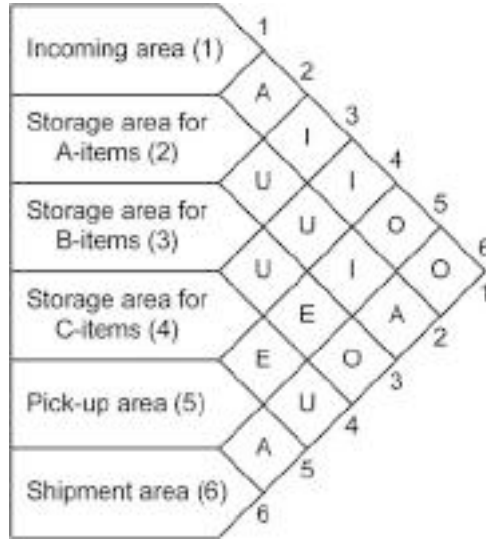 1
Incoming area (1)
2
A
3
I
Storage area for
A-items (2)
4
U
I
5
U
O
Storage area for
B-items (3)
6
U
I
O
1
E
A
Storage area for
C-items (4)
2
E
O
3
U
Pick-up area (5)
4
A
5
Shipment area (6)
6